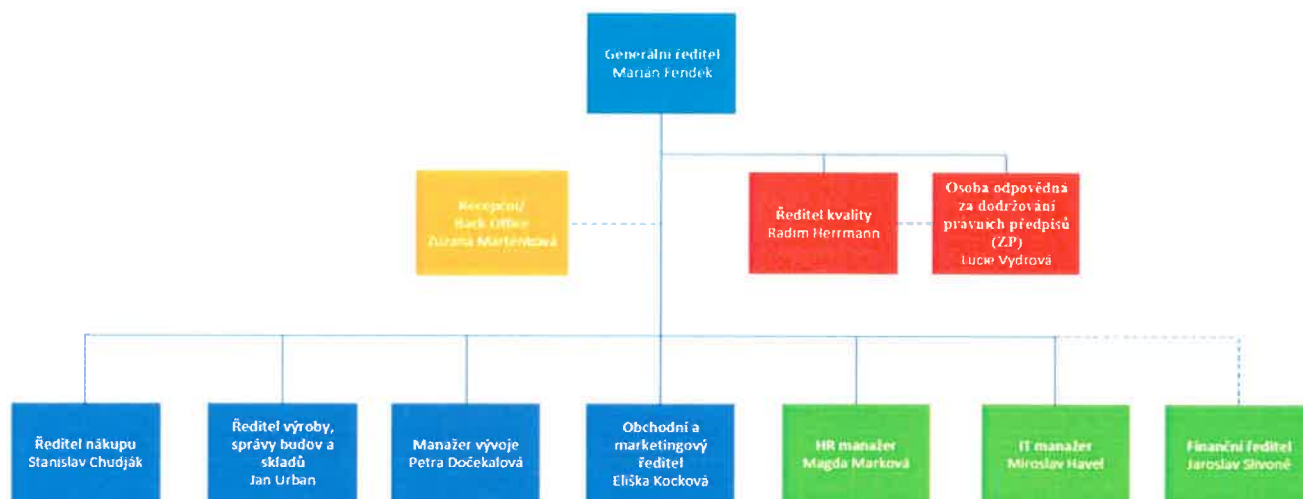 Generální ředitel
Marián Fendek
Recepční/
Back Office
Zuzana Martenková
Ředitel kvality
Radim Herrmann
Osoba odpovědná
za dodržování
právních předpisů
(ZP)
Lucie Vydrová
Ředitel nákupu
Stanislav Chudják
Ředitel výroby,
správy budov a
skladů
Jan Urban
Manažer vývoje
Petra Dočekalová
Obchodní a
marketingový
ředitel
Eliška Kocková
HR manažer
Magda Marková
IT manažer
Miroslav Havel
Finanční ředitel
Jaroslav